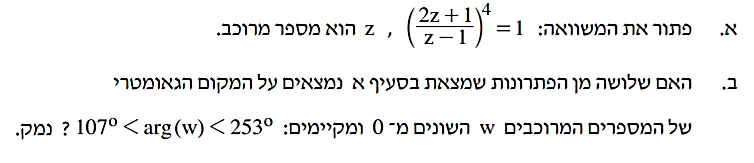 א. פתור את המשוואה: $\left(\frac{2z+1}{z-1}\right)^4 = 1$ , z הוא מספר מרוכב.
ב. האם שלושה מן הפתרונות שמצאת בסעיף א נמצאים על המקום הגאומטרי
של המספרים המרוכבים w השונים מ־ 0 ומקיימים: 107° < arg(w) < 253° ? נמק.